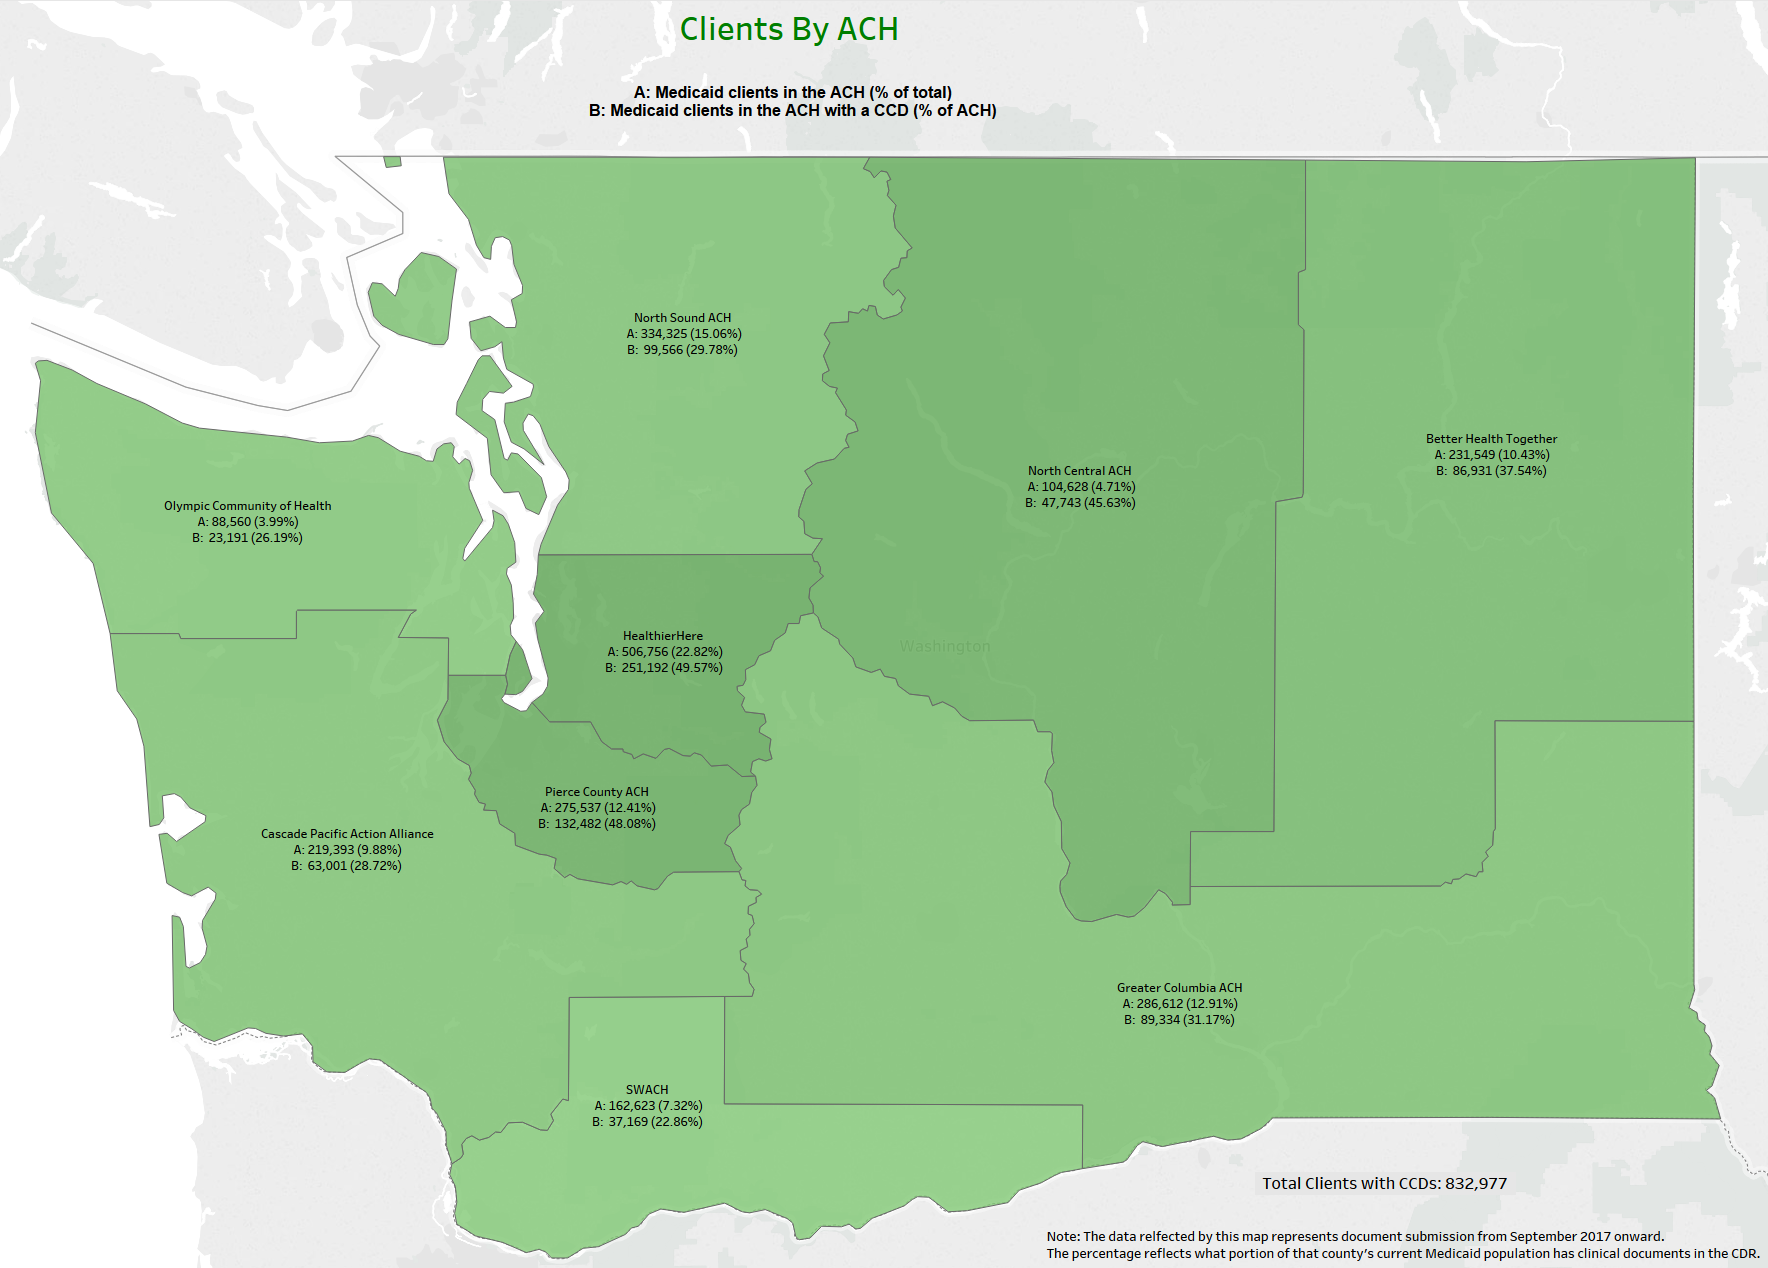 Clients By ACH
A: Medicaid clients in the ACH (% of total)
B: Medicaid clients in the ACH with a CCD (% of ACH)
North Sound ACH
A: 334,325 (15.06%)
B: 99,566 (29.78%)
Better Health Together
A: 231,549 (10.43%)
B: 86,931 (37.54%)
North Central ACH
A: 104,628 (4.71%)
B: 47,743 (45.63%)
Olympic Community of Health
A: 88,560 (3.99%)
B: 23,191 (26.19%)
HealthierHere
A: 506,756 (22.82%)
B: 251,192 (49.57%)
Washington
Pierce County ACH
A: 275,537 (12.41%)
B: 132,482 (48.08%)
Cascade Pacific Action Alliance
A: 219,393 (9.88%)
B: 63,001 (28.72%)
Greater Columbia ACH
A: 286,612 (12.91%)
B: 89,334 (31.17%)
SWACH
A: 162,623 (7.32%)
B: 37,169 (22.86%)
Total Clients with CCDs: 832,977
Note: The data relfected by this map represents document submission from September 2017 onward.
The percentage reflects what portion of that county's current Medicaid population has clinical documents in the CDR.